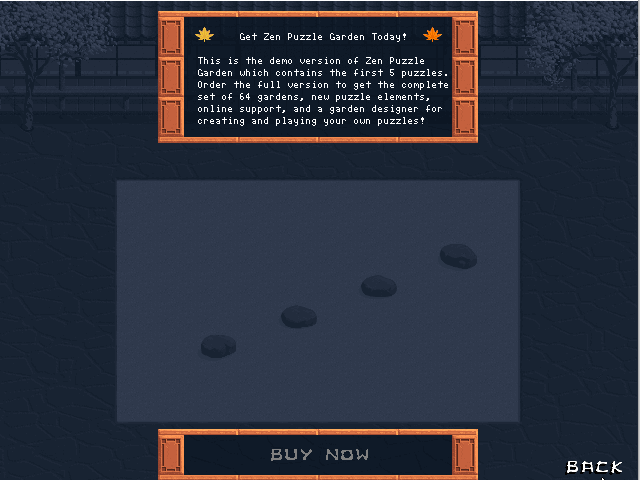 Get Zen Puzzle Garden Today!
This is the demo version of Zen Puzzle
Garden which contains the first 5 puzzles.
Order the full version to get the complete
set of 64 gardens, new puzzle elements,
online support, and a garden designer for
creating and playing your own puzzles!
BUY NOW
BACK